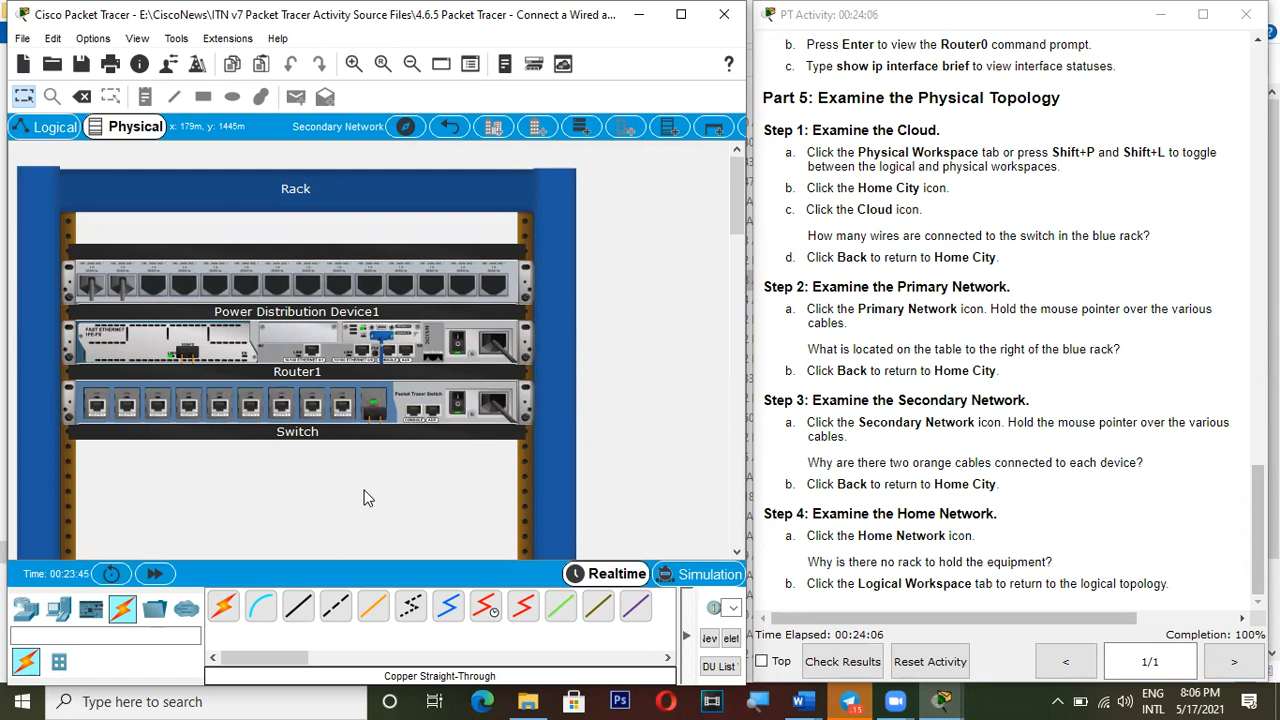 Cisco Packet Tracer - E:\CiscoNews\ITN v7 Packet Tracer Activity Source Files\4.6.5 Packet Tracer - Connect a Wired a...
File Edit Options View Tools Extensions Help
?
Logical Physical x: 179m, y: 1445m Secondary Network
Rack
Power Distribution Device1
FAST ETHERNET
1FE-FX
Router1
Packet Tracer Switch
Switch
Time: 00:23:45 Realtime Simulation
DU List
Copper Straight-Through
PT Activity: 00:24:06
b. Press Enter to view the Router0 command prompt.
c. Type show ip interface brief to view interface statuses.
Part 5: Examine the Physical Topology
Step 1: Examine the Cloud.
a. Click the Physical Workspace tab or press Shift+P and Shift+L to toggle
between the logical and physical workspaces.
b. Click the Home City icon.
c. Click the Cloud icon.
How many wires are connected to the switch in the blue rack?
d. Click Back to return to Home City.
Step 2: Examine the Primary Network.
a. Click the Primary Network icon. Hold the mouse pointer over the various
cables.
What is located on the table to the right of the blue rack?
b. Click Back to return to Home City.
Step 3: Examine the Secondary Network.
a. Click the Secondary Network icon. Hold the mouse pointer over the various
cables.
Why are there two orange cables connected to each device?
b. Click Back to return to Home City.
Step 4: Examine the Home Network.
a. Click the Home Network icon.
Why is there no rack to hold the equipment?
b. Click the Logical Workspace tab to return to the logical topology.
Time Elapsed: 00:24:06 Completion: 100%
Top Check Results Reset Activity < 1/1 >
Type here to search
Ps
15
ENG
INTL
8:06 PM
5/17/2021